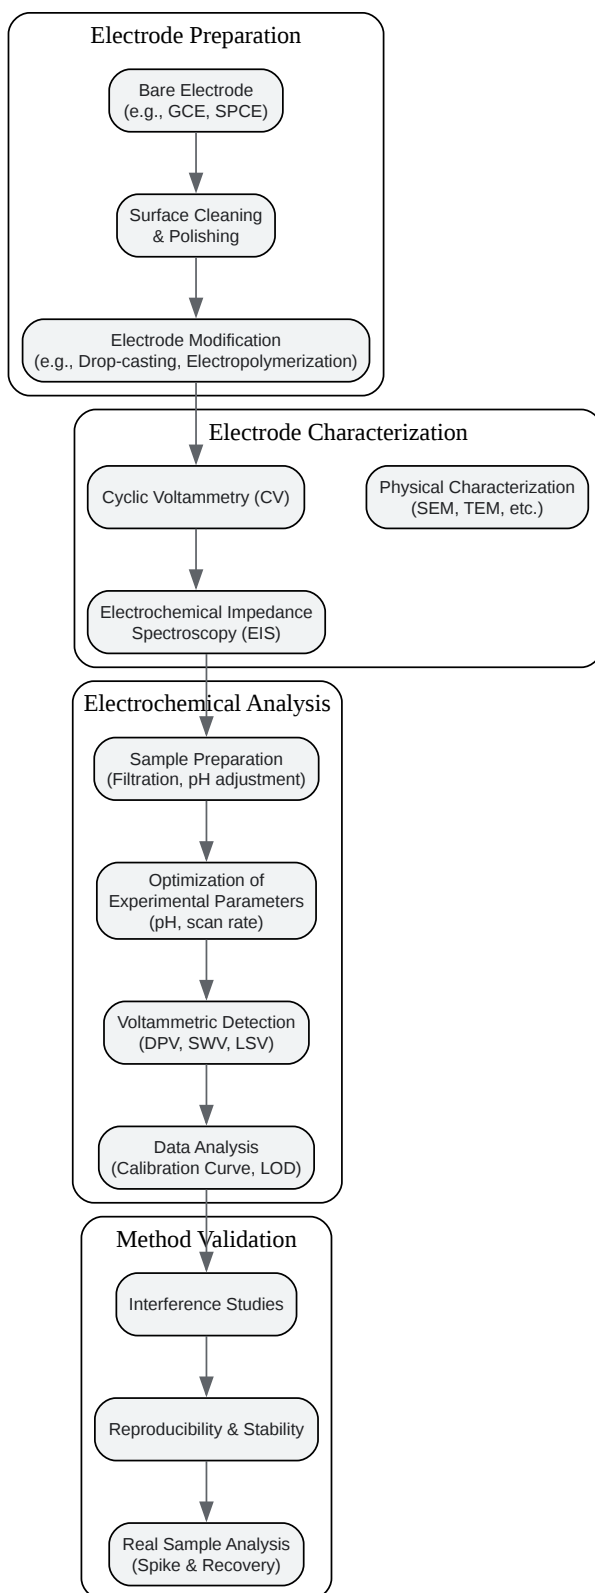 Electrode Preparation
Bare Electrode
(e.g., GCE, SPCE)
Surface Cleaning
& Polishing
Electrode Modification
(e.g., Drop-casting, Electropolymerization)
Electrode Characterization
Cyclic Voltammetry (CV)
Physical Characterization
(SEM, TEM, etc.)
Electrochemical Impedance
Spectroscopy (EIS)
Electrochemical Analysis
Sample Preparation
(Filtration, pH adjustment)
Optimization of
Experimental Parameters
(pH, scan rate)
Voltammetric Detection
(DPV, SWV, LSV)
Data Analysis
(Calibration Curve, LOD)
Method Validation
Interference Studies
Reproducibility & Stability
Real Sample Analysis
(Spike & Recovery)